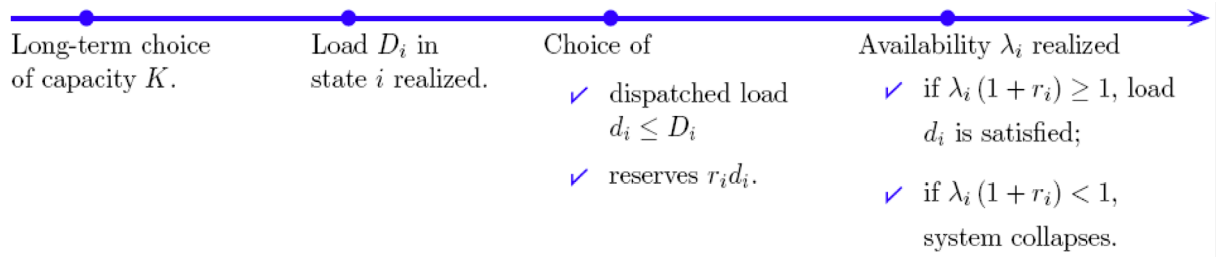 Long-term choice
of capacity K.
Load D_i in
state i realized.
Choice of
✓ dispatched load
d_i ≤ D_i
✓ reserves r_i d_i.
Availability λ_i realized
✓ if λ_i (1 + r_i) ≥ 1, load
d_i is satisfied;
✓ if λ_i (1 + r_i) < 1,
system collapses.